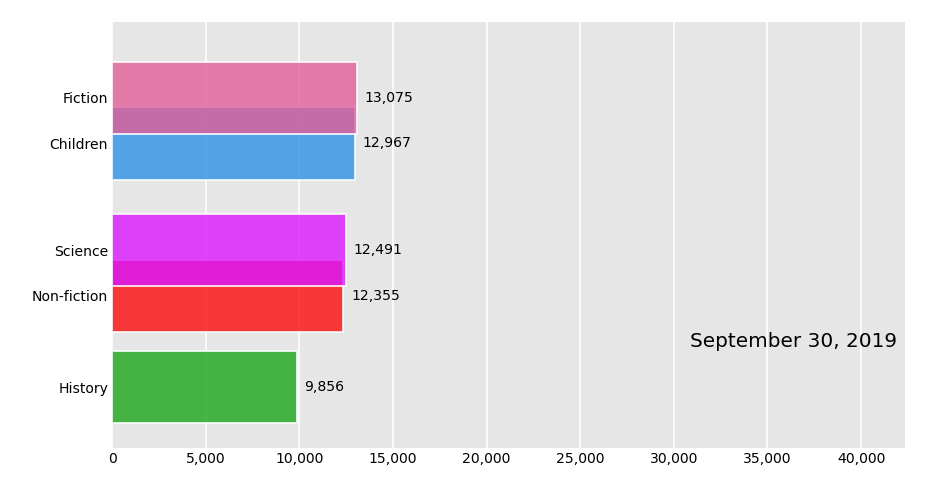 Fiction 13,075
Children 12,967
Science 12,491
Non-fiction 12,355
September 30, 2019
History 9,856
0 5,000 10,000 15,000 20,000 25,000 30,000 35,000 40,000